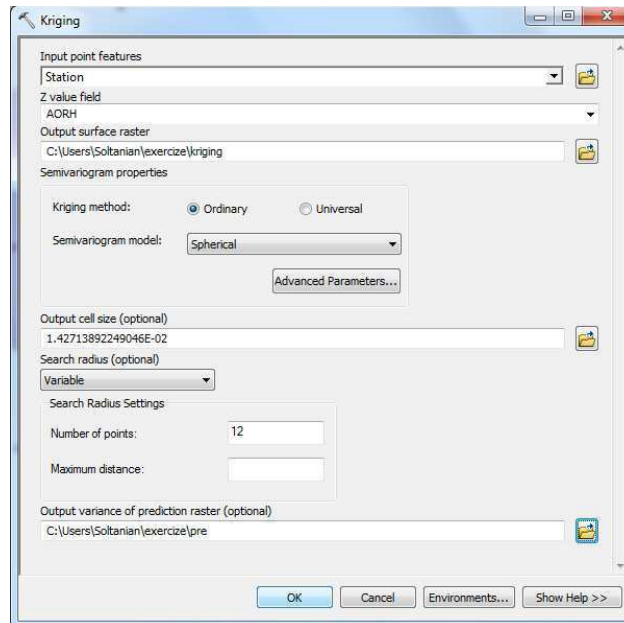 Kriging
Input point features
Station
Z value field
AORH
Output surface raster
C:\Users\Soltanian\exercize\kriging
Semivariogram properties
Kriging method:
Ordinary
Universal
Semivariogram model:
Spherical
Advanced Parameters...
Output cell size (optional)
1.42713892249046E-02
Search radius (optional)
Variable
Search Radius Settings
Number of points:
12
Maximum distance:
Output variance of prediction raster (optional)
C:\Users\Soltanian\exercize\pre
OK
Cancel
Environments...
Show Help >>